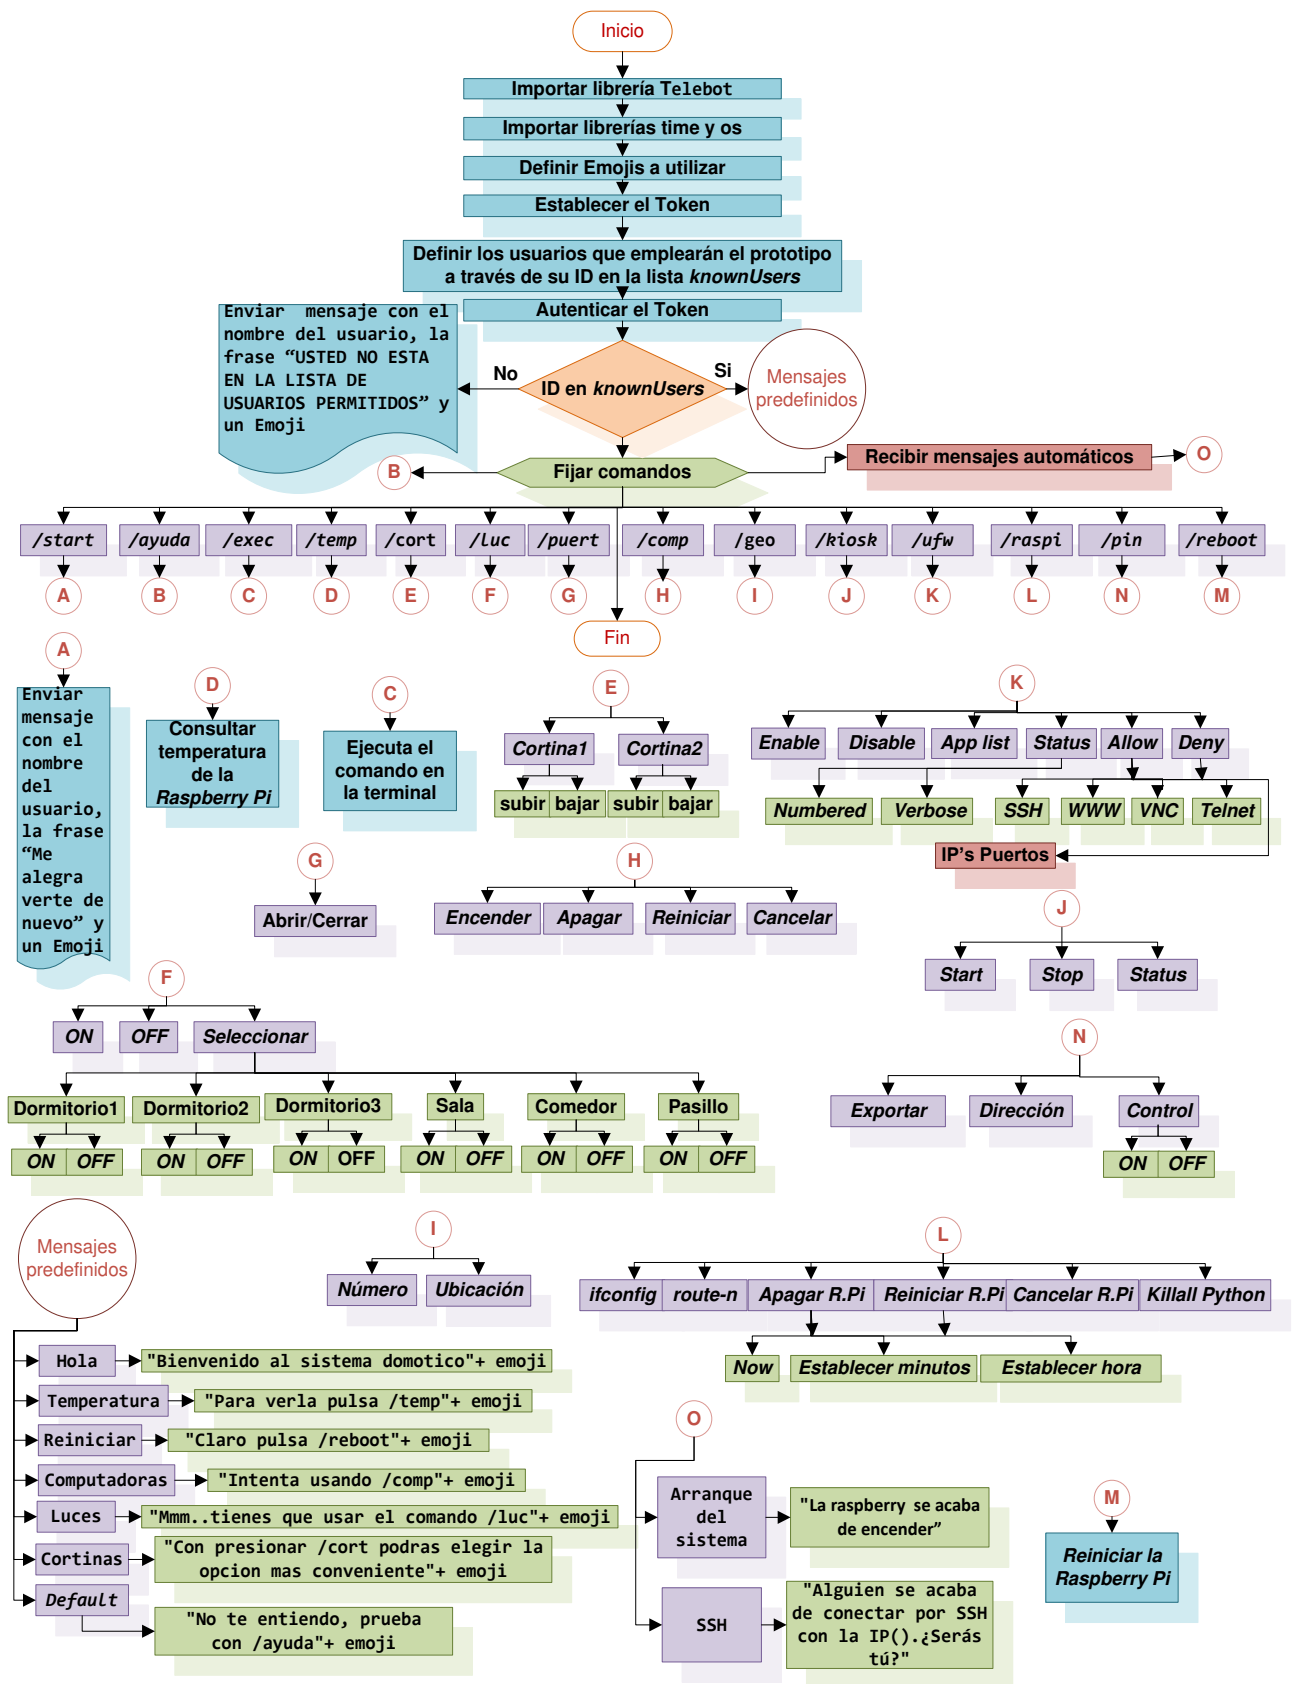 Inicio
Importar librería Telebot
Importar librerías time y os
Definir Emojis a utilizar
Establecer el Token
Definir los usuarios que emplearán el prototipo
a través de su ID en la lista knownUsers
Autenticar el Token
Enviar mensaje con el
nombre del usuario, la
frase “USTED NO ESTA
EN LA LISTA DE
USUARIOS PERMITIDOS” y
un Emoji
No
ID en knownUsers
Si
Mensajes
predefinidos
B
Fijar comandos
Recibir mensajes automáticos
O
/start
/ayuda
/exec
/temp
/cort
/luc
/puert
/comp
/geo
/kiosk
/ufw
/raspi
/pin
/reboot
A
B
C
D
E
F
G
H
I
J
K
L
N
M
Fin
A
Enviar
mensaje
con el
nombre
del
usuario,
la frase
“Me
alegra
verte de
nuevo” y
un Emoji
D
Consultar
temperatura
de la
Raspberry Pi
C
Ejecuta el
comando en
la terminal
E
Cortina1
Cortina2
subir
bajar
subir
bajar
K
Enable
Disable
App list
Status
Allow
Deny
Numbered
Verbose
SSH
WWW
VNC
Telnet
IP's Puertos
G
Abrir/Cerrar
H
Encender
Apagar
Reiniciar
Cancelar
J
Start
Stop
Status
F
ON
OFF
Seleccionar
Dormitorio1
Dormitorio2
Dormitorio3
Sala
Comedor
Pasillo
ON
OFF
ON
OFF
ON
OFF
ON
OFF
ON
OFF
ON
OFF
N
Exportar
Dirección
Control
ON
OFF
Mensajes
predefinidos
I
Número
Ubicación
L
ifconfig
route-n
Apagar R.Pi
Reiniciar R.Pi
Cancelar R.Pi
Killall Python
Now
Establecer minutos
Establecer hora
Hola
"Bienvenido al sistema domotico"+ emoji
Temperatura
"Para verla pulsa /temp"+ emoji
Reiniciar
"Claro pulsa /reboot"+ emoji
Computadoras
"Intenta usando /comp"+ emoji
Luces
"Mmm..tienes que usar el comando /luc"+ emoji
Cortinas
"Con presionar /cort podras elegir la
opcion mas conveniente"+ emoji
Default
"No te entiendo, prueba
con /ayuda"+ emoji
O
Arranque
del
sistema
"La raspberry se acaba
de encender”
SSH
"Alguien se acaba
de conectar por SSH
con la IP().¿Serás
tú?"
M
Reiniciar la
Raspberry Pi